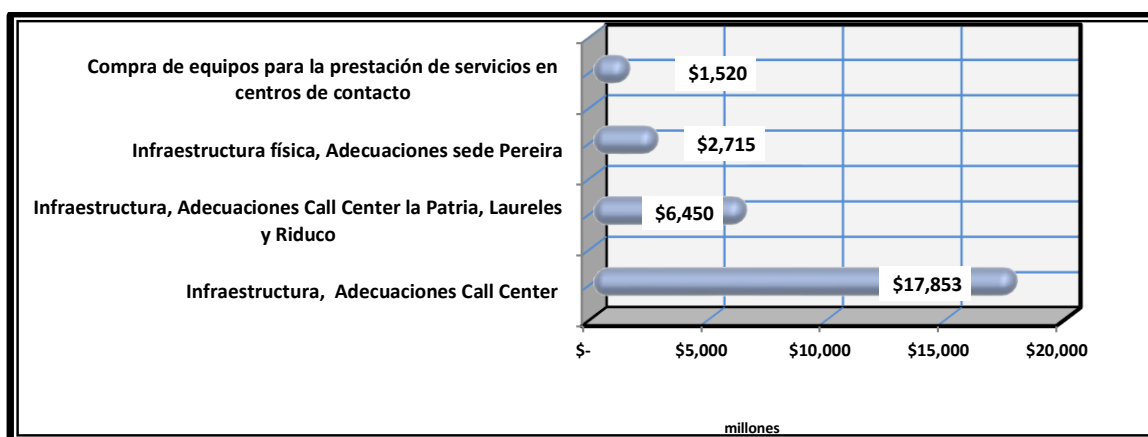 Compra de equipos para la prestación de servicios en
centros de contacto
$1,520
Infraestructura física, Adecuaciones sede Pereira
$2,715
Infraestructura, Adecuaciones Call Center la Patria, Laureles
y Riduco
$6,450
Infraestructura, Adecuaciones Call Center
$17,853
$- $5,000 $10,000 $15,000 $20,000
millones